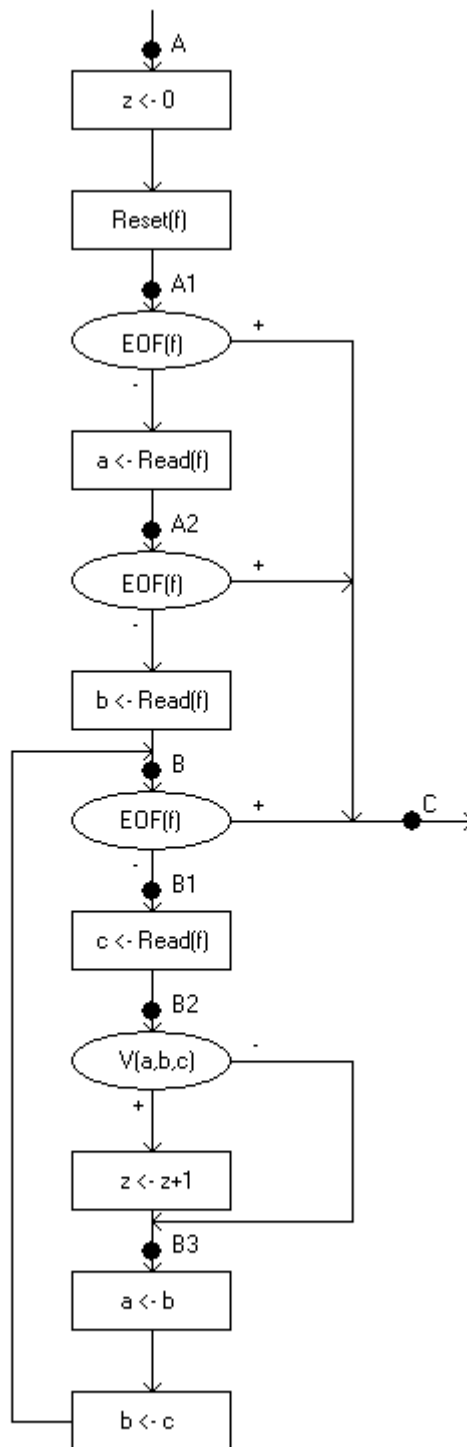 A
z <- 0
Reset(f)
A1
EOF(f)
+
-
a <- Read(f)
A2
EOF(f)
+
-
b <- Read(f)
B
EOF(f)
+
C
-
B1
c <- Read(f)
B2
V(a,b,c)
-
+
z <- z+1
B3
a <- b
b <- c